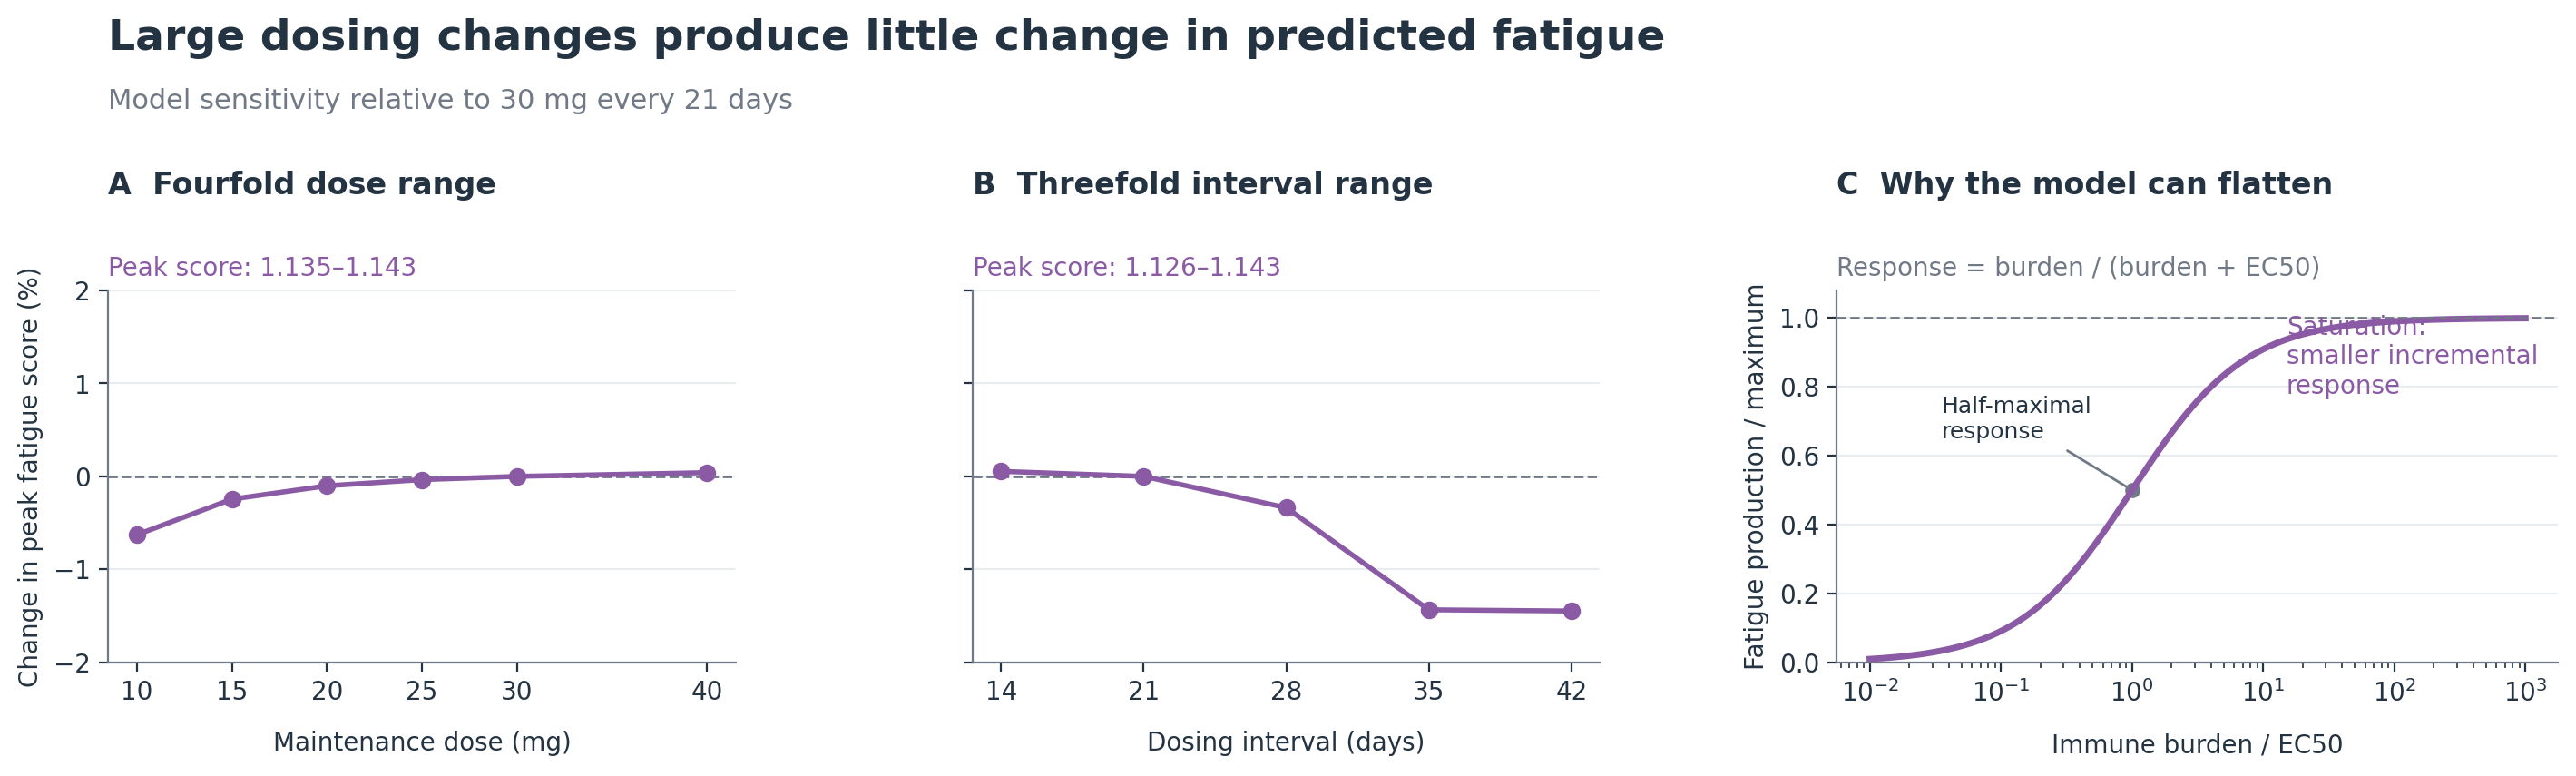 Large dosing changes produce little change in predicted fatigue
Model sensitivity relative to 30 mg every 21 days
A Fourfold dose range
Peak score: 1.135–1.143
Change in peak fatigue score (%)
2
1
0
−1
−2
10 15 20 25 30 40
Maintenance dose (mg)
B Threefold interval range
Peak score: 1.126–1.143
14 21 28 35 42
Dosing interval (days)
C Why the model can flatten
Response = burden / (burden + EC50)
Fatigue production / maximum
1.0
0.8
0.6
0.4
0.2
0.0
Saturation:
smaller incremental
response
Half-maximal
response
10⁻² 10⁻¹ 10⁰ 10¹ 10² 10³
Immune burden / EC50